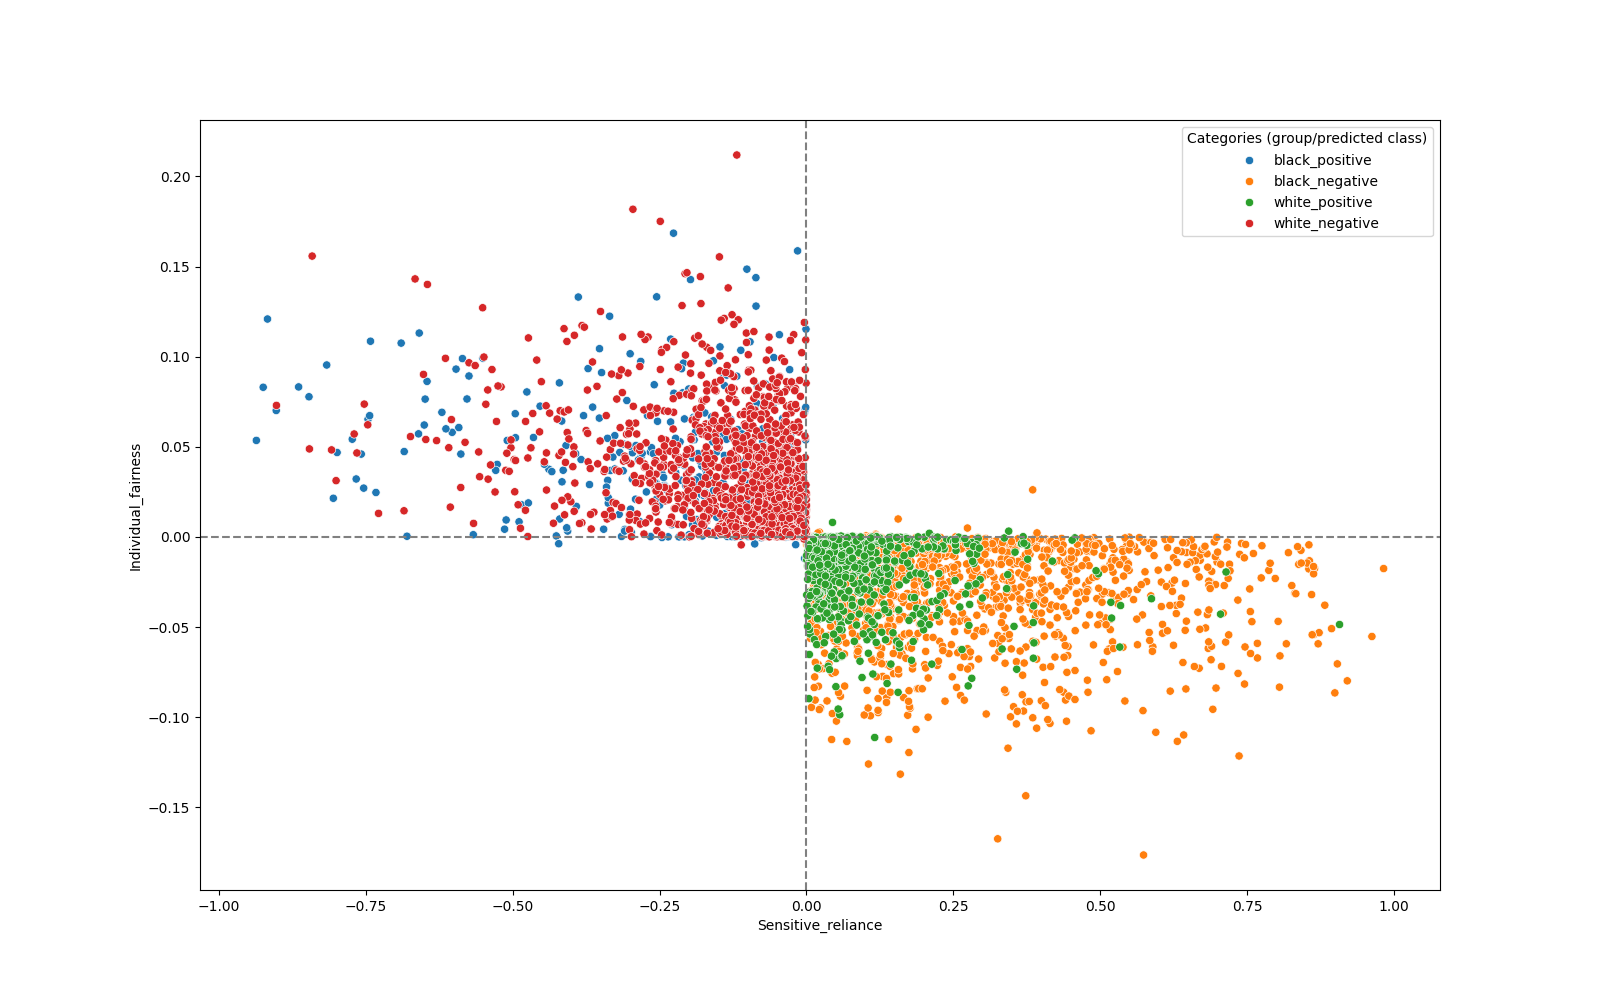 Categories (group/predicted class)
black_positive
black_negative
white_positive
white_negative
0.20
0.15
0.10
0.05
0.00
−0.05
−0.10
−0.15
Individual_fairness
−1.00 −0.75 −0.50 −0.25 0.00 0.25 0.50 0.75 1.00
Sensitive_reliance